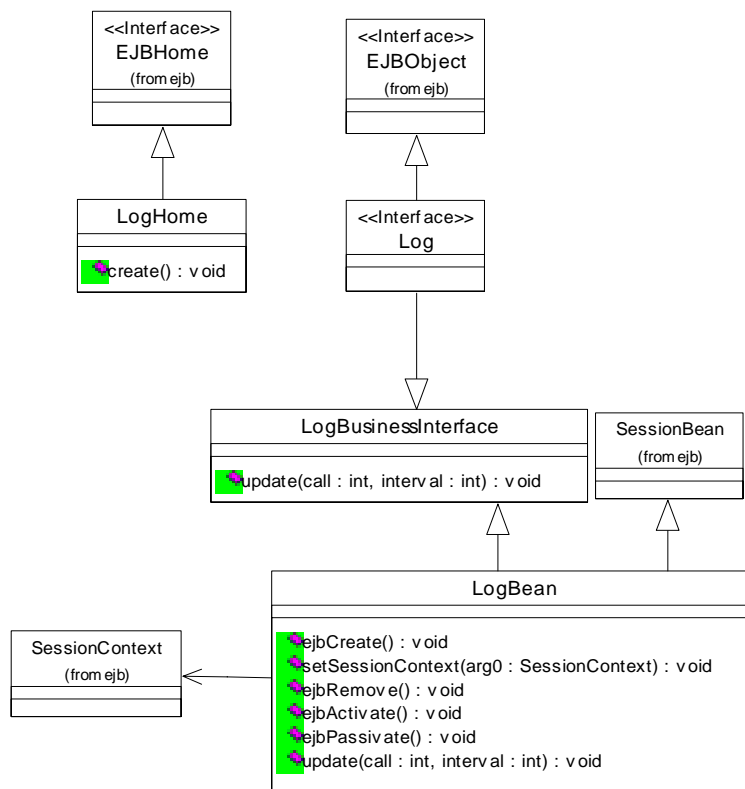 <<Interface>>
EJBHome
(from ejb)
<<Interface>>
EJBObject
(from ejb)
LogHome
create() : void
<<Interface>>
Log
LogBusinessInterface
update(call : int, interval : int) : void
SessionBean
(from ejb)
LogBean
ejbCreate() : void
setSessionContext(arg0 : SessionContext) : void
ejbRemove() : void
ejbActivate() : void
ejbPassivate() : void
update(call : int, interval : int) : void
SessionContext
(from ejb)